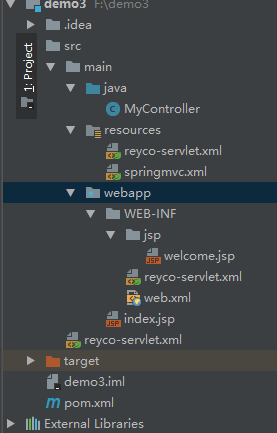 demo3 F:\demo3
.idea
src
main
java
MyController
resources
reyco-servlet.xml
springmvc.xml
webapp
WEB-INF
jsp
welcome.jsp
reyco-servlet.xml
web.xml
index.jsp
reyco-servlet.xml
target
demo3.iml
pom.xml
External Libraries
1: Project